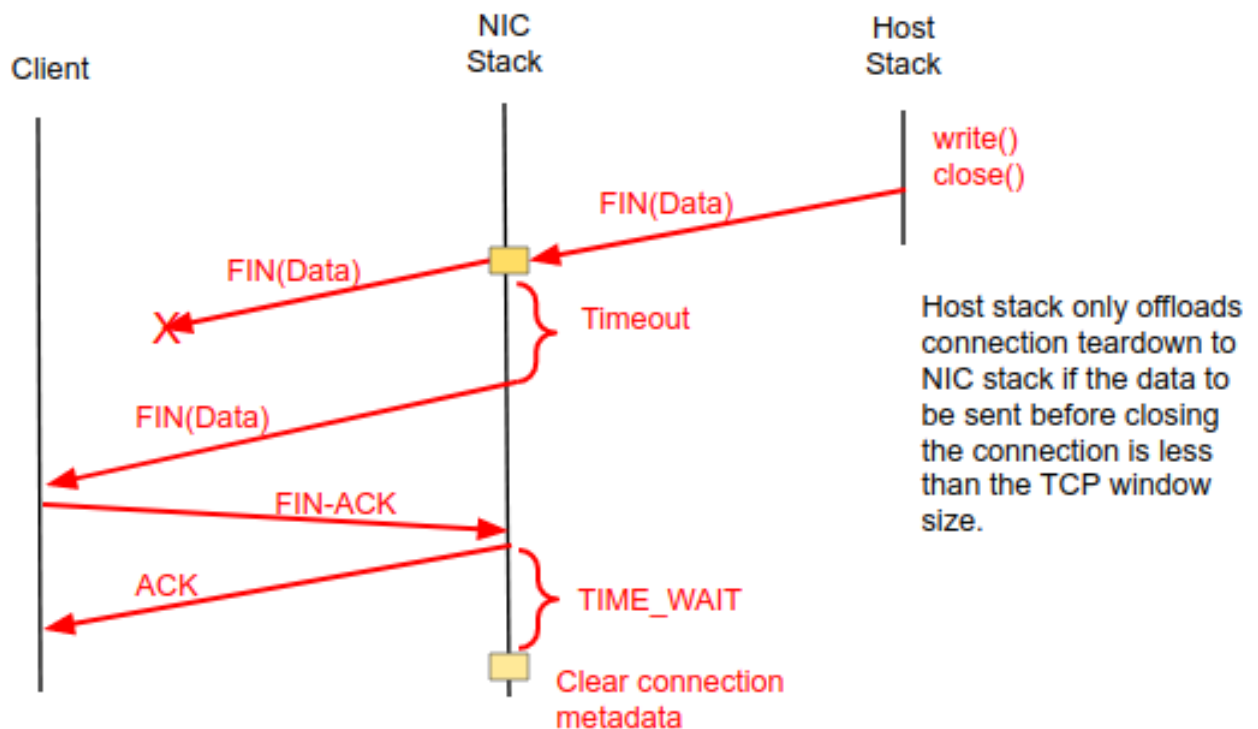 Client
NIC
Stack
Host
Stack
write()
close()
FIN(Data)
FIN(Data)
X
Timeout
FIN(Data)
FIN-ACK
ACK
TIME_WAIT
Clear connection
metadata
Host stack only offloads
connection teardown to
NIC stack if the data to
be sent before closing
the connection is less
than the TCP window
size.